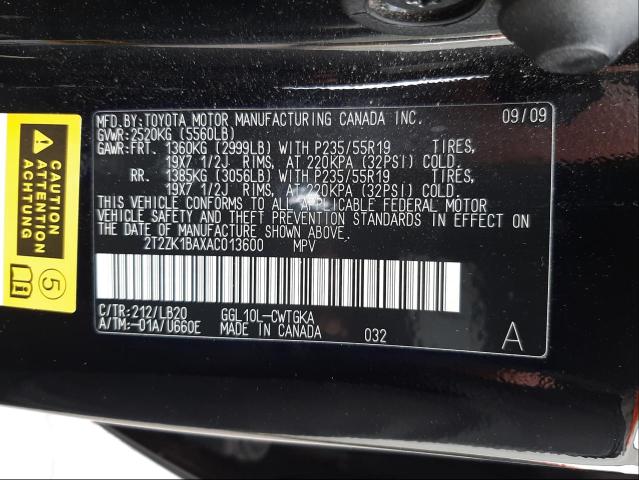 MFD.BY:TOYOTA MOTOR MANUFACTURING CANADA INC. 09/09
GVWR:2520KG (5560LB)
GAWR:FRT. 1360KG (2999LB) WITH P235/55R19 TIRES,
19X7 1/2J RIMS, AT 220KPA (32PSI) COLD.
RR. 1385KG (3056LB) WITH P235/55R19 TIRES,
19X7 1/2J RIMS, AT 220KPA (32PSI) COLD.
THIS VEHICLE CONFORMS TO ALL APPLICABLE FEDERAL MOTOR
VEHICLE SAFETY AND THEFT PREVENTION STANDARDS IN EFFECT ON
THE DATE OF MANUFACTURE SHOWN ABOVE.
2T2ZK1BAXAC013600 MPV
C/TR:212/LB20 GGL10L-CWTGKA
A/TM:-01A/U660E MADE IN CANADA 032
A
ATTENTION
ACHTUNG
5